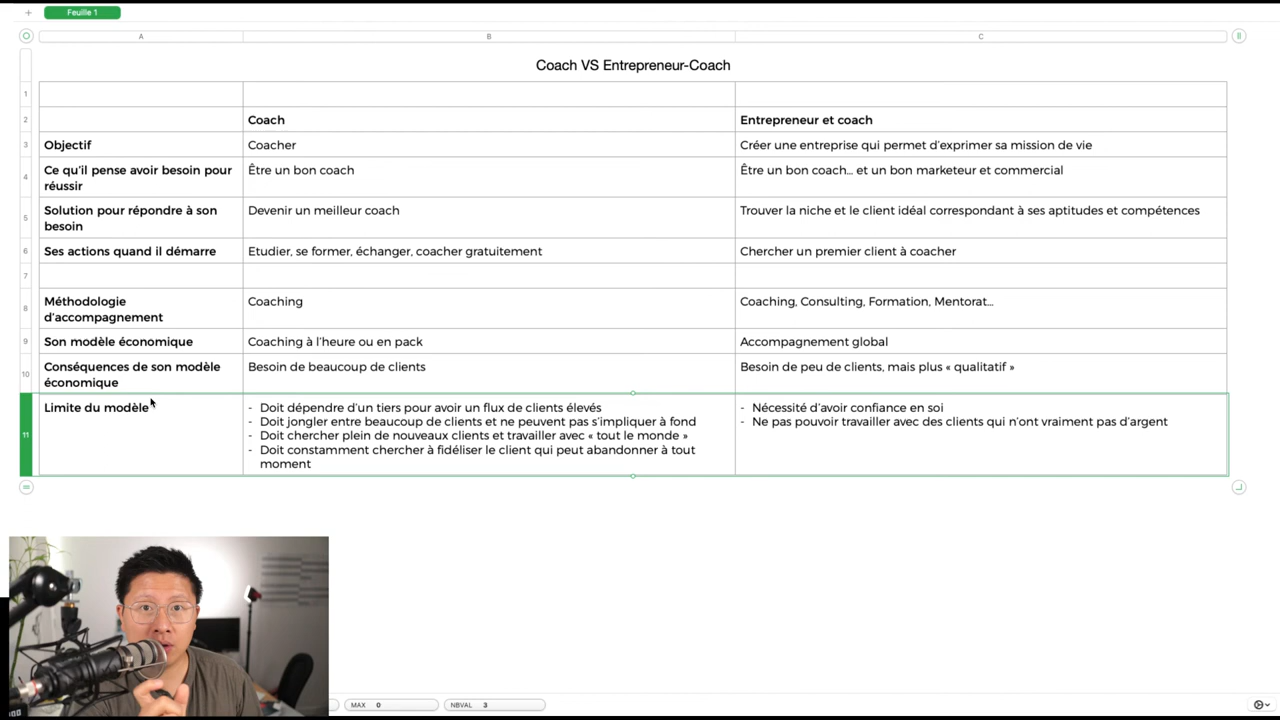 Feuille 1
A
B
C
Coach VS Entrepreneur-Coach
1
2
Coach
Entrepreneur et coach
3
Objectif
Coacher
Créer une entreprise qui permet d'exprimer sa mission de vie
4
Ce qu'il pense avoir besoin pour
réussir
Être un bon coach
Être un bon coach… et un bon marketeur et commercial
5
Solution pour répondre à son
besoin
Devenir un meilleur coach
Trouver la niche et le client idéal correspondant à ses aptitudes et compétences
6
Ses actions quand il démarre
Etudier, se former, échanger, coacher gratuitement
Chercher un premier client à coacher
7
8
Méthodologie
d'accompagnement
Coaching
Coaching, Consulting, Formation, Mentorat…
9
Son modèle économique
Coaching à l'heure ou en pack
Accompagnement global
10
Conséquences de son modèle
économique
Besoin de beaucoup de clients
Besoin de peu de clients, mais plus « qualitatif »
11
Limite du modèle
- Doit dépendre d'un tiers pour avoir un flux de clients élevés
- Doit jongler entre beaucoup de clients et ne peuvent pas s'impliquer à fond
- Doit chercher plein de nouveaux clients et travailler avec « tout le monde »
- Doit constamment chercher à fidéliser le client qui peut abandonner à tout
moment
- Nécessité d'avoir confiance en soi
- Ne pas pouvoir travailler avec des clients qui n'ont vraiment pas d'argent
MAX 0
NBVAL 3